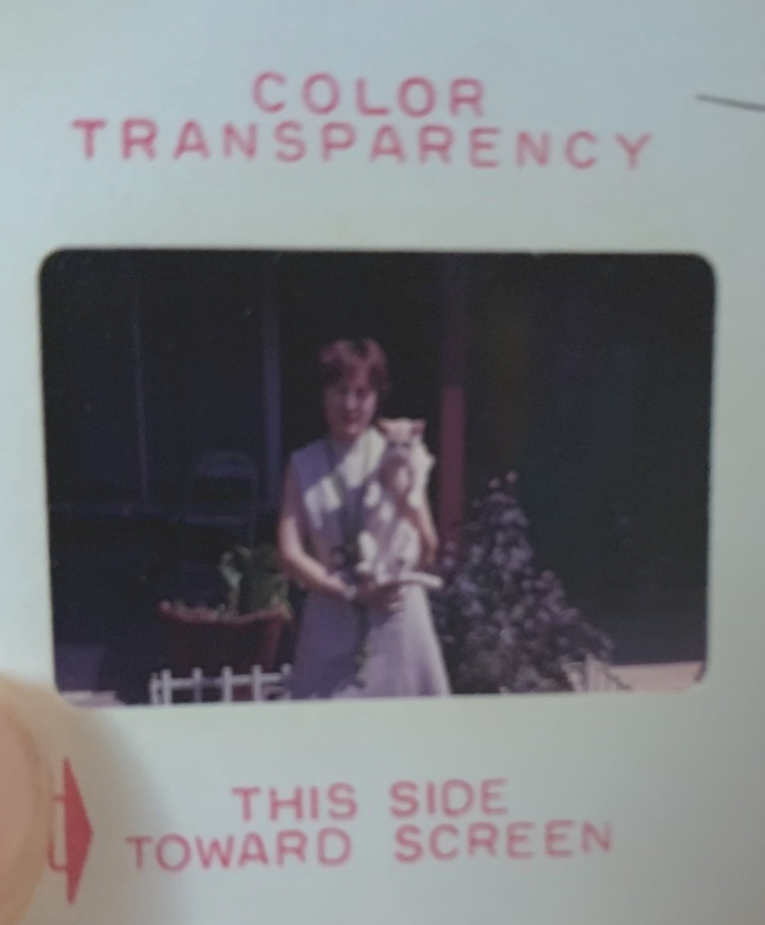 COLOR
TRANSPARENCY
THIS SIDE
TOWARD SCREEN